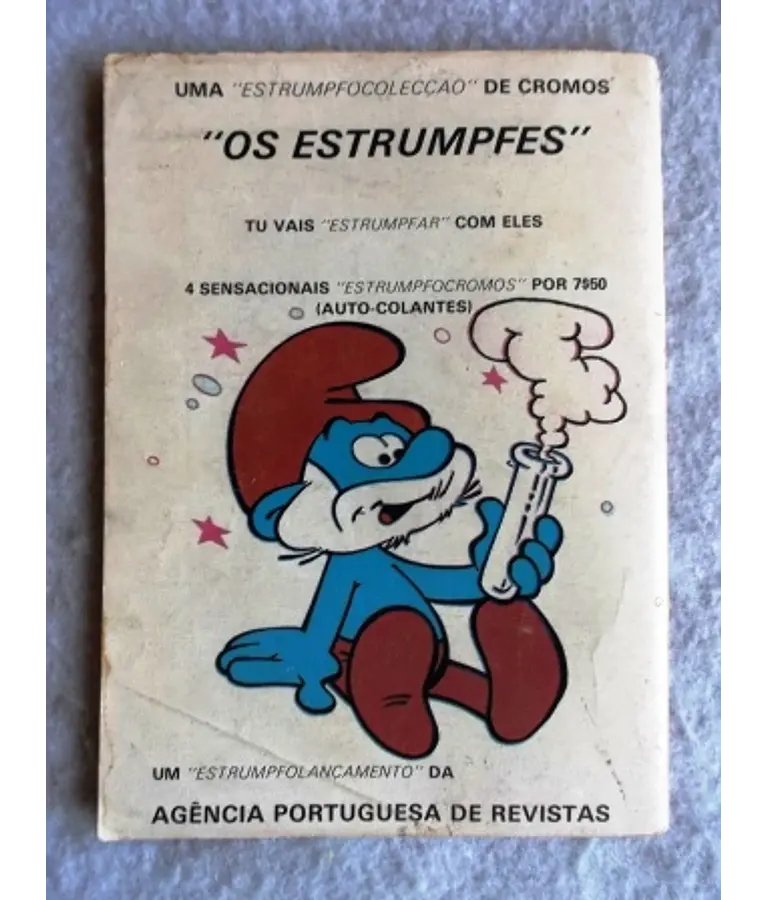 UMA "ESTRUMPFOCOLECÇAO" DE CROMOS
"OS ESTRUMPFES"
TU VAIS "ESTRUMPFAR" COM ELES
4 SENSACIONAIS "ESTRUMPFOCROMOS" POR 7$50
(AUTO-COLANTES)
UM "ESTRUMPFOLANÇAMENTO" DA
AGÊNCIA PORTUGUESA DE REVISTAS